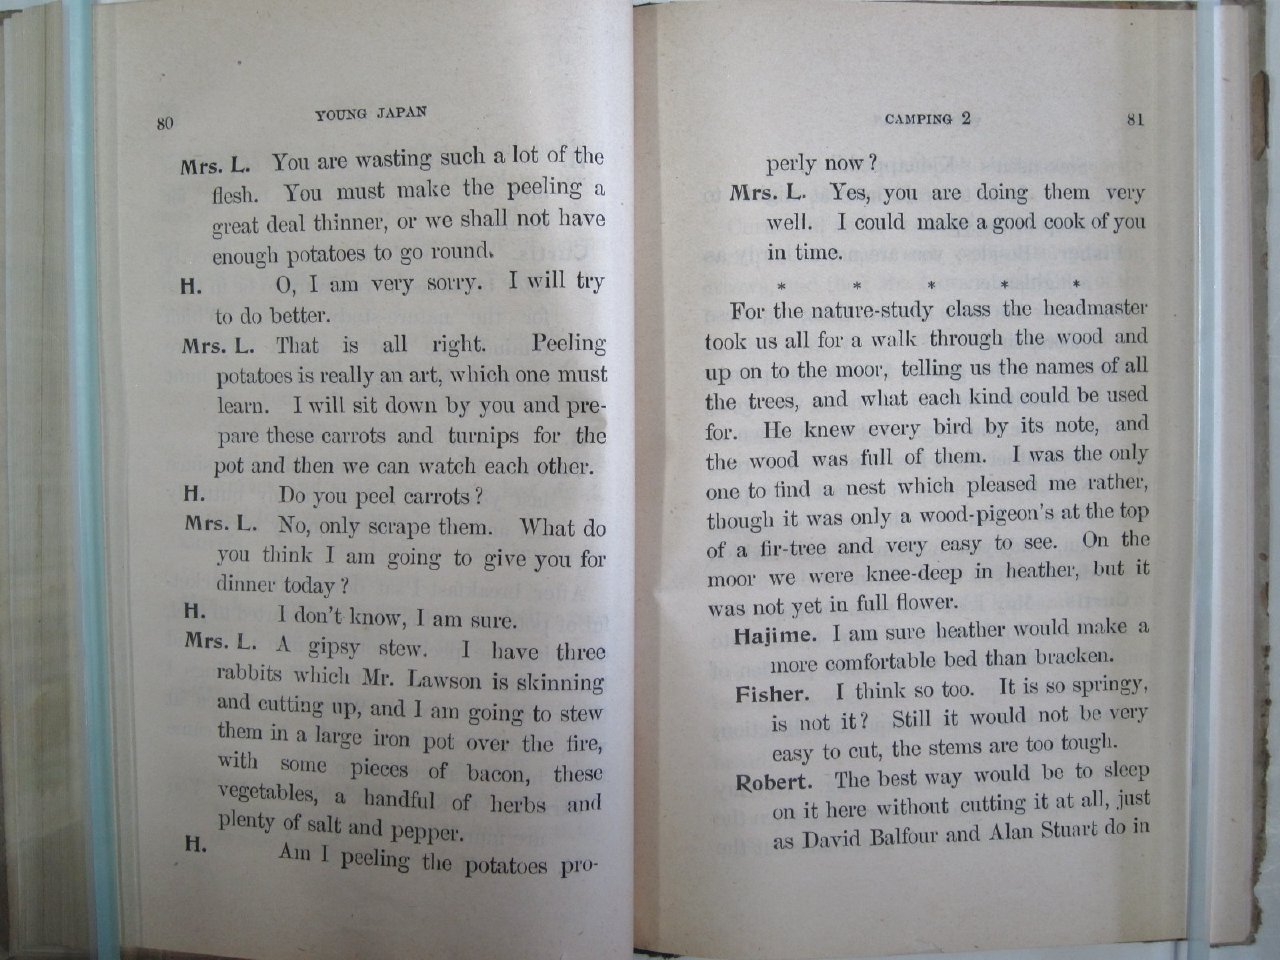 80 YOUNG JAPAN
Mrs. L. You are wasting such a lot of the
flesh. You must make the peeling a
great deal thinner, or we shall not have
enough potatoes to go round.
H. O, I am very sorry. I will try
to do better.
Mrs. L. That is all right. Peeling
potatoes is really an art, which one must
learn. I will sit down by you and pre-
pare these carrots and turnips for the
pot and then we can watch each other.
H. Do you peel carrots?
Mrs. L. No, only scrape them. What do
you think I am going to give you for
dinner today?
H. I don't know, I am sure.
Mrs. L. A gipsy stew. I have three
rabbits which Mr. Lawson is skinning
and cutting up, and I am going to stew
them in a large iron pot over the fire,
with some pieces of bacon, these
vegetables, a handful of herbs and
plenty of salt and pepper.
H. Am I peeling the potatoes pro-
CAMPING 2 81
perly now?
Mrs. L. Yes, you are doing them very
well. I could make a good cook of you
in time.
* * * * *
For the nature-study class the headmaster
took us all for a walk through the wood and
up on to the moor, telling us the names of all
the trees, and what each kind could be used
for. He knew every bird by its note, and
the wood was full of them. I was the only
one to find a nest which pleased me rather,
though it was only a wood-pigeon's at the top
of a fir-tree and very easy to see. On the
moor we were knee-deep in heather, but it
was not yet in full flower.
Hajime. I am sure heather would make a
more comfortable bed than bracken.
Fisher. I think so too. It is so springy,
is not it? Still it would not be very
easy to cut, the stems are too tough.
Robert. The best way would be to sleep
on it here without cutting it at all, just
as David Balfour and Alan Stuart do in